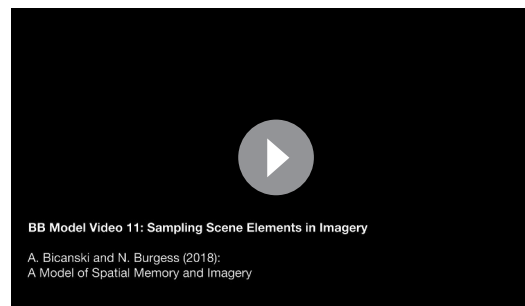 BB Model Video 11: Sampling Scene Elements in Imagery
A. Bicanski and N. Burgess (2018):
A Model of Spatial Memory and Imagery